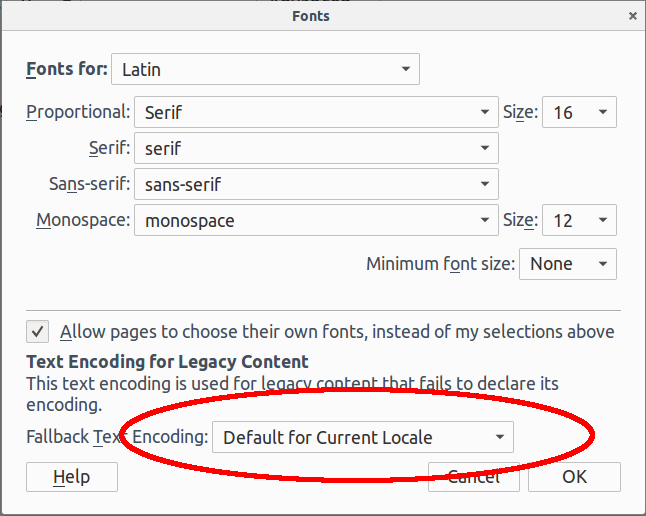 Fonts
Fonts for: Latin
Proportional: Serif Size: 16
Serif: serif
Sans-serif: sans-serif
Monospace: monospace Size: 12
Minimum font size: None
Allow pages to choose their own fonts, instead of my selections above
Text Encoding for Legacy Content
This text encoding is used for legacy content that fails to declare its
encoding.
Fallback Text Encoding: Default for Current Locale
Help Cancel OK